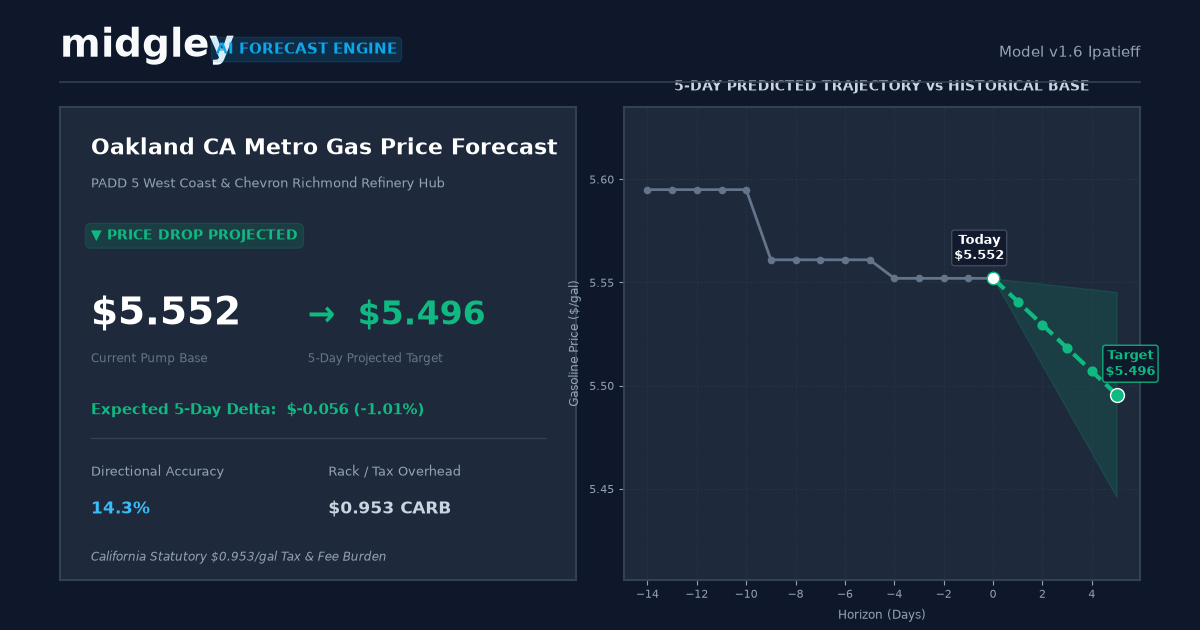 midgley
AI FORECAST ENGINE
Model v1.6 Ipatieff
Oakland CA Metro Gas Price Forecast
PADD 5 West Coast & Chevron Richmond Refinery Hub
▼ PRICE DROP PROJECTED
$5.552 → $5.496
Current Pump Base
5-Day Projected Target
Expected 5-Day Delta: $-0.056 (-1.01%)
Directional Accuracy
Rack / Tax Overhead
14.3%
$0.953 CARB
California Statutory $0.953/gal Tax & Fee Burden
5-DAY PREDICTED TRAJECTORY vs HISTORICAL BASE
Gasoline Price ($/gal)
5.60
5.55
5.50
5.45
Today
$5.552
Target
$5.496
−14 −12 −10 −8 −6 −4 −2 0 2 4
Horizon (Days)